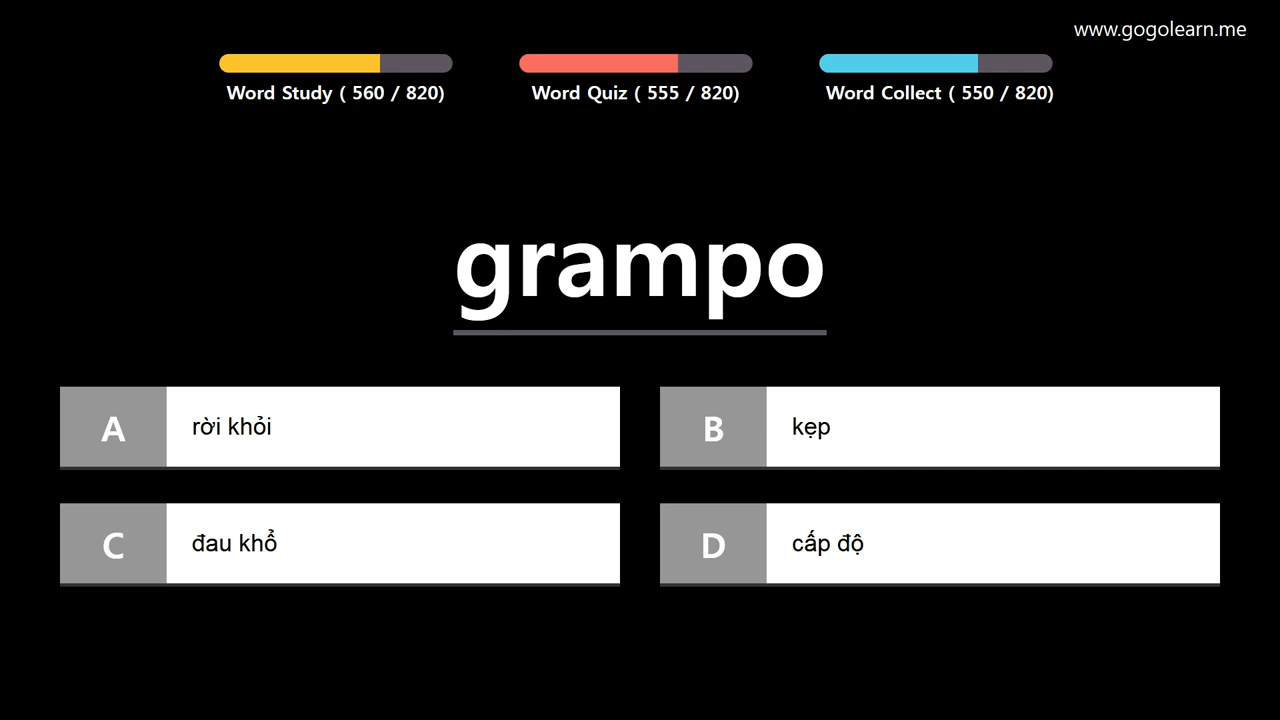 www.gogolearn.me
Word Study ( 560 / 820)
Word Quiz ( 555 / 820)
Word Collect ( 550 / 820)
grampo
A
rời khỏi
B
kẹp
C
đau khổ
D
cấp độ